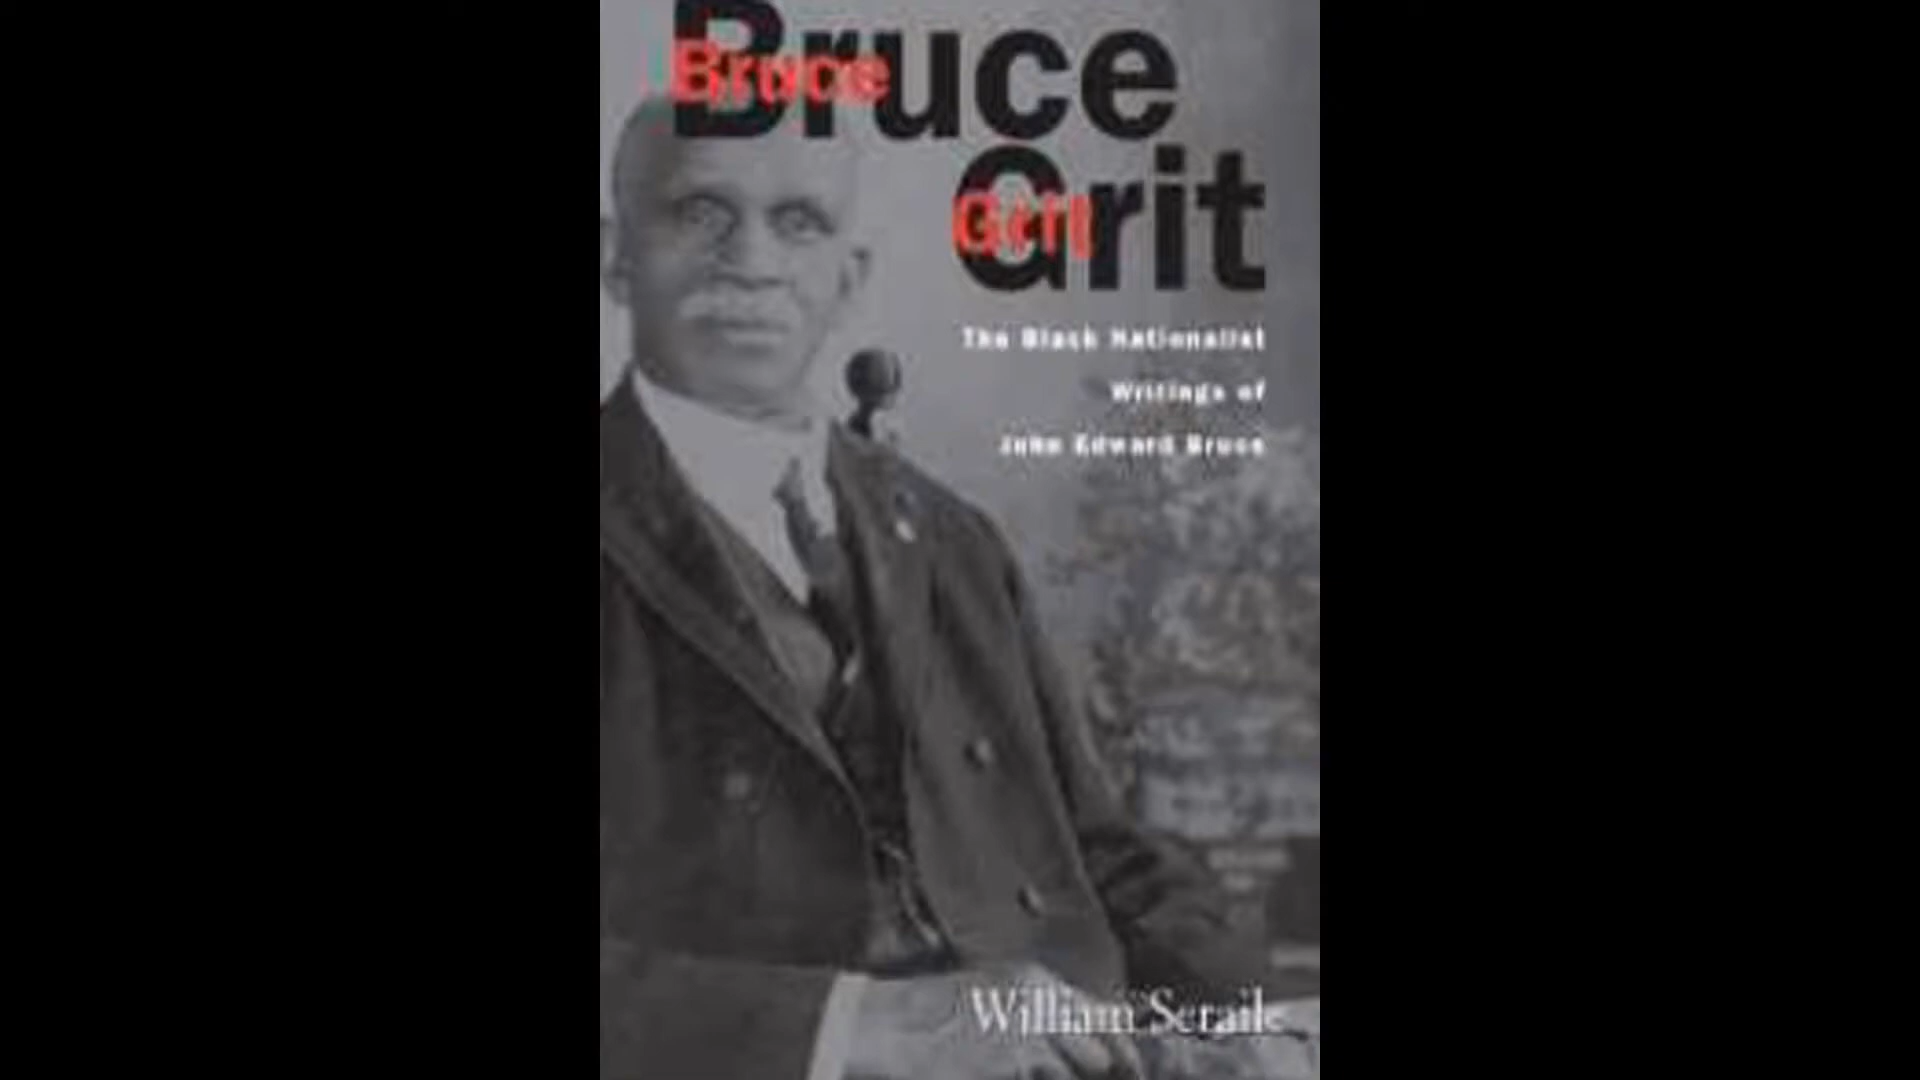 Bruce
Bruce
Grit
Grit
The Black Nationalist
Writings of
John Edward Bruce
William Seraile